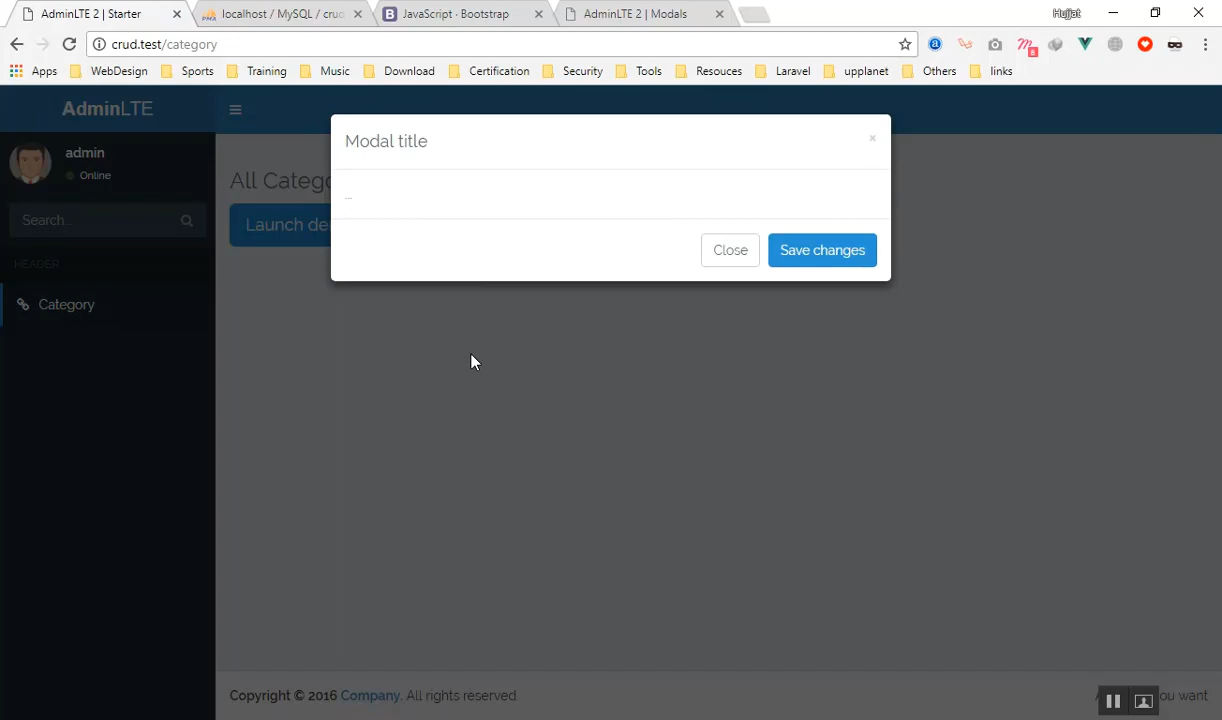 AdminLTE 2 | Starter
localhost / MySQL / cruc
JavaScript · Bootstrap
AdminLTE 2 | Modals
Hujjat
crud.test/category
Apps
WebDesign
Sports
Training
Music
Download
Certification
Security
Tools
Resouces
Laravel
upplanet
Others
links
AdminLTE
admin
Online
Search...
HEADER
Category
All Catego
Launch de
Modal title
×
...
Close
Save changes
Copyright © 2016 Company. All rights reserved.
ou want